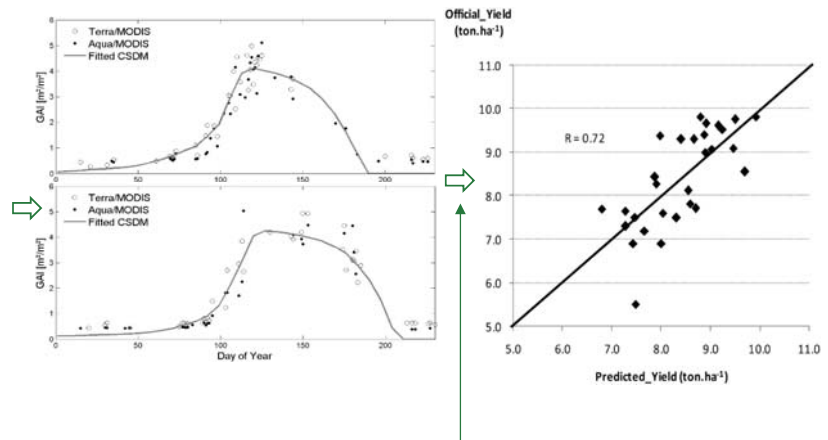 Terra/MODIS
Aqua/MODIS
Fitted CSDM
GAI [m²/m²]
6
5
4
3
2
1
0
0 50 100 150 200
Terra/MODIS
Aqua/MODIS
Fitted CSDM
GAI [m²/m²]
6
5
4
3
2
1
0
0 50 100 150 200
Day of Year
Official_Yield
(ton.ha⁻¹)
11.0
10.0
9.0
8.0
7.0
6.0
5.0
R = 0.72
5.0 6.0 7.0 8.0 9.0 10.0 11.0
Predicted_Yield (ton.ha⁻¹)